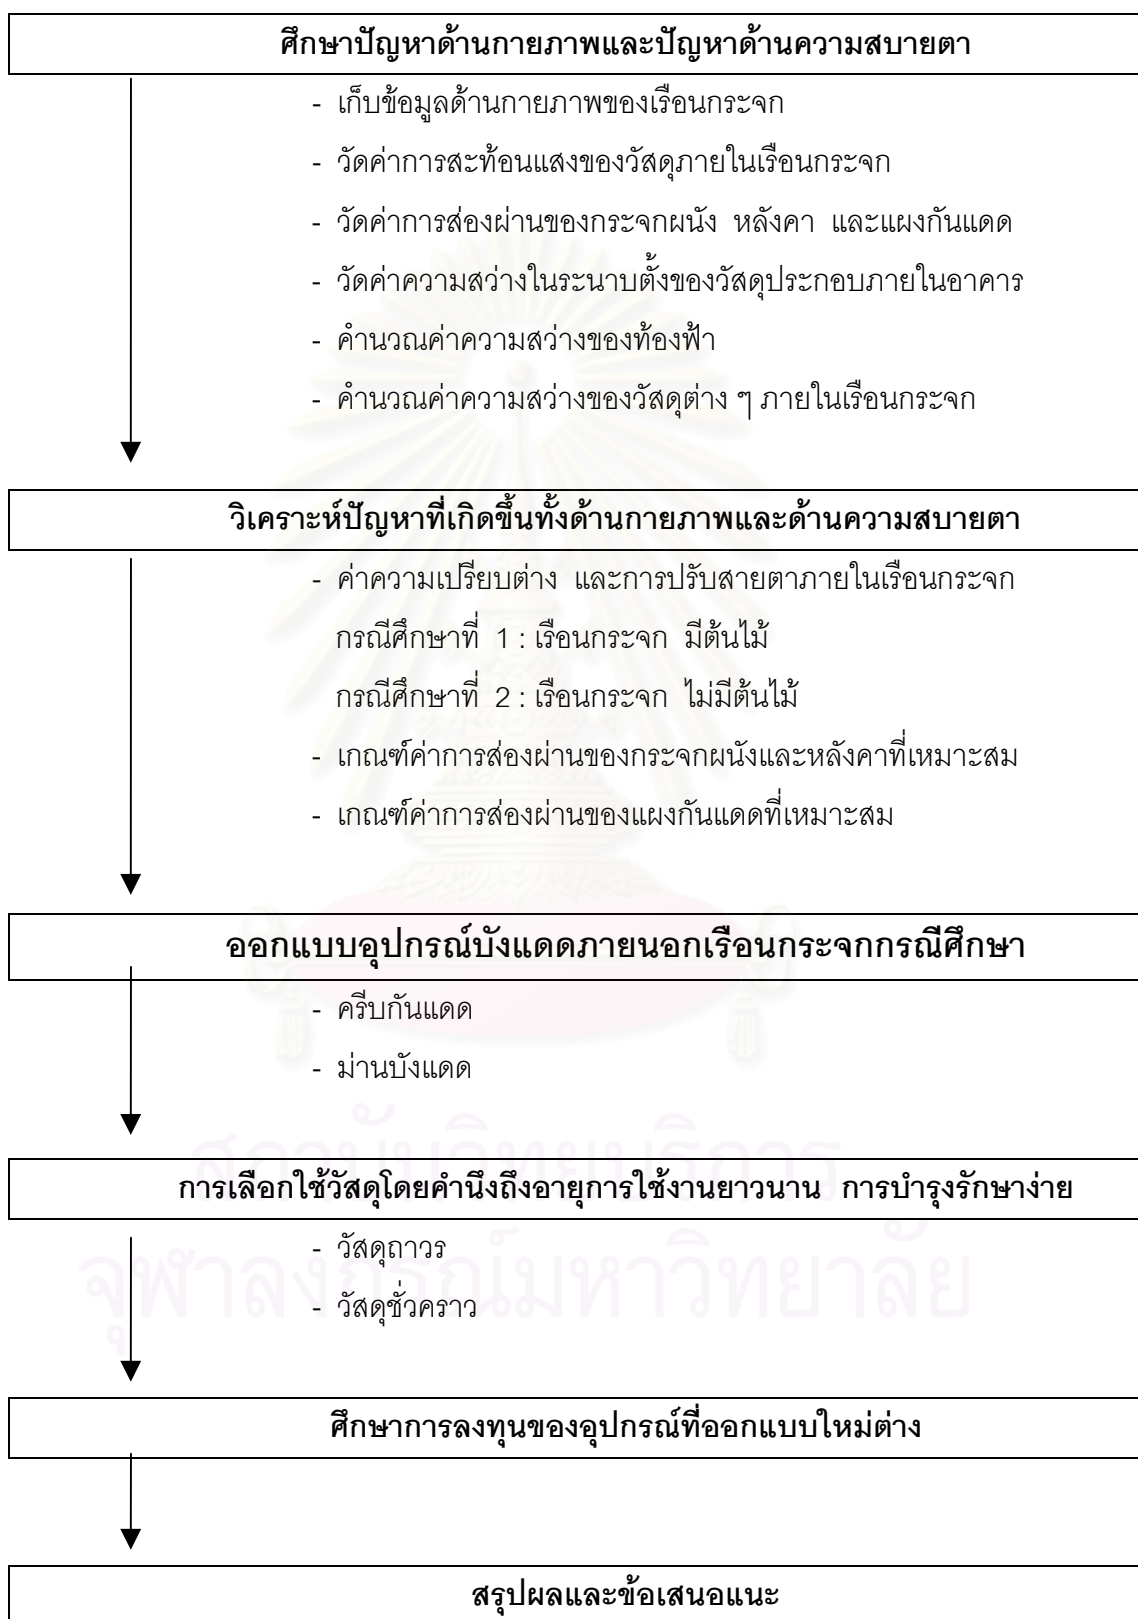 ศึกษาปัญหาด้านกายภาพและปัญหาด้านความสบายตา
- เก็บข้อมูลด้านกายภาพของเรือนกระจก
- วัดค่าการสะท้อนแสงของวัสดุภายในเรือนกระจก
- วัดค่าการส่องผ่านของกระจกผนัง หลังคา และแผงกันแดด
- วัดค่าความสว่างในระนาบตั้งของวัสดุประกอบภายในอาคาร
- คำนวณค่าความสว่างของท้องฟ้า
- คำนวณค่าความสว่างของวัสดุต่าง ๆ ภายในเรือนกระจก
วิเคราะห์ปัญหาที่เกิดขึ้นทั้งด้านกายภาพและด้านความสบายตา
- ค่าความเปรียบต่าง และการปรับสายตาภายในเรือนกระจก
กรณีศึกษาที่ 1 : เรือนกระจก มีต้นไม้
กรณีศึกษาที่ 2 : เรือนกระจก ไม่มีต้นไม้
- เกณฑ์ค่าการส่องผ่านของกระจกผนังและหลังคาที่เหมาะสม
- เกณฑ์ค่าการส่องผ่านของแผงกันแดดที่เหมาะสม
ออกแบบอุปกรณ์บังแดดภายนอกเรือนกระจกกรณีศึกษา
- ครีบกันแดด
- ม่านบังแดด
สถาบันวิทยบริการ
การเลือกใช้วัสดุโดยคำนึงถึงอายุการใช้งานยาวนาน การบำรุงรักษาง่าย
- วัสดุถาวร
จุฬาลงกรณ์มหาวิทยาลัย
- วัสดุชั่วคราว
ศึกษาการลงทุนของอุปกรณ์ที่ออกแบบใหม่ต่าง
สรุปผลและข้อเสนอแนะ